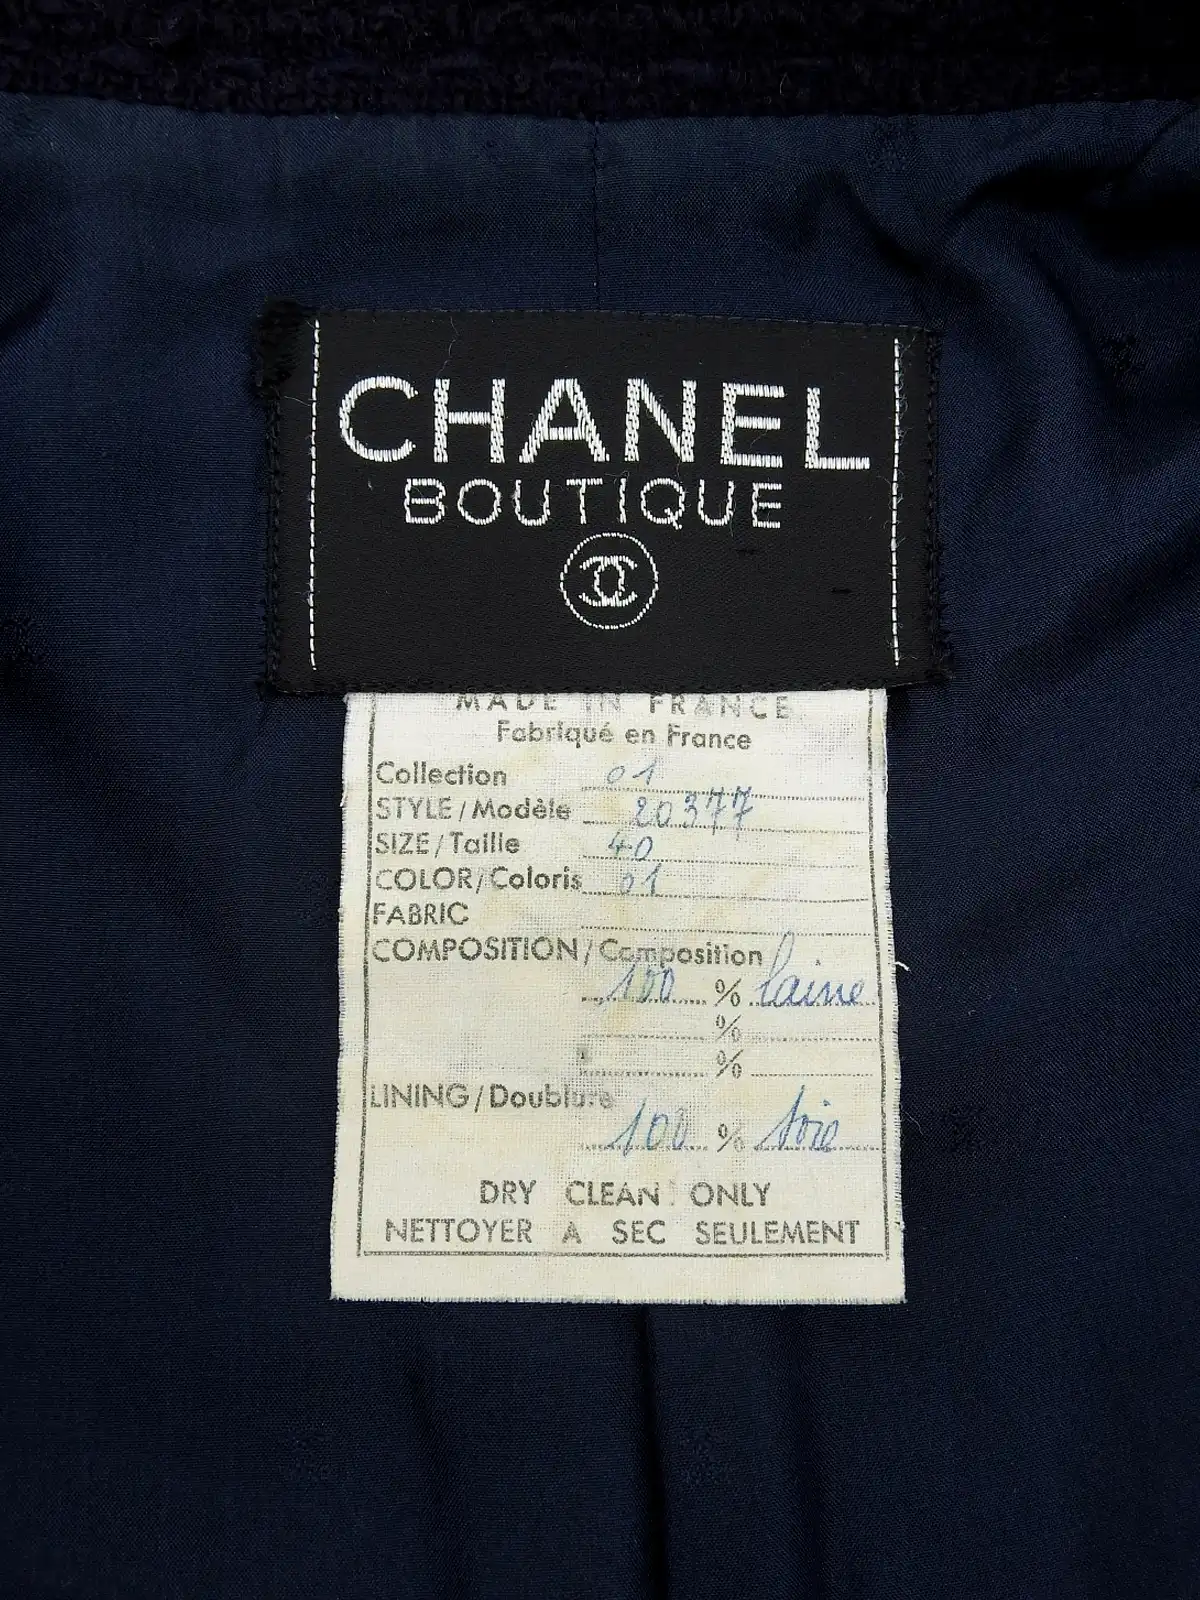 CHANEL
BOUTIQUE
MADE IN FRANCE
Fabriqué en France
Collection 01
STYLE/Modèle 20377
SIZE/Taille 40
COLOR/Coloris 01
FABRIC
COMPOSITION/Composition
100 % laine
%
%
LINING/Doublure
100 % soie
DRY CLEAN ONLY
NETTOYER A SEC SEULEMENT